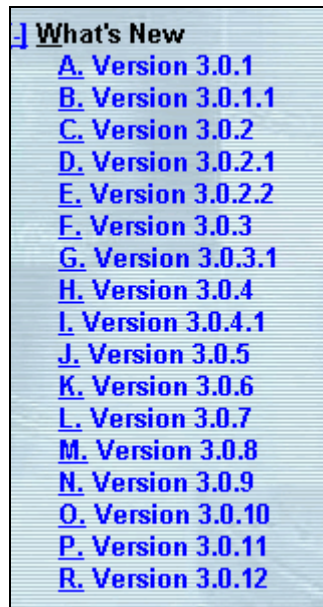 [-] What's New
A. Version 3.0.1
B. Version 3.0.1.1
C. Version 3.0.2
D. Version 3.0.2.1
E. Version 3.0.2.2
F. Version 3.0.3
G. Version 3.0.3.1
H. Version 3.0.4
I. Version 3.0.4.1
J. Version 3.0.5
K. Version 3.0.6
L. Version 3.0.7
M. Version 3.0.8
N. Version 3.0.9
O. Version 3.0.10
P. Version 3.0.11
R. Version 3.0.12